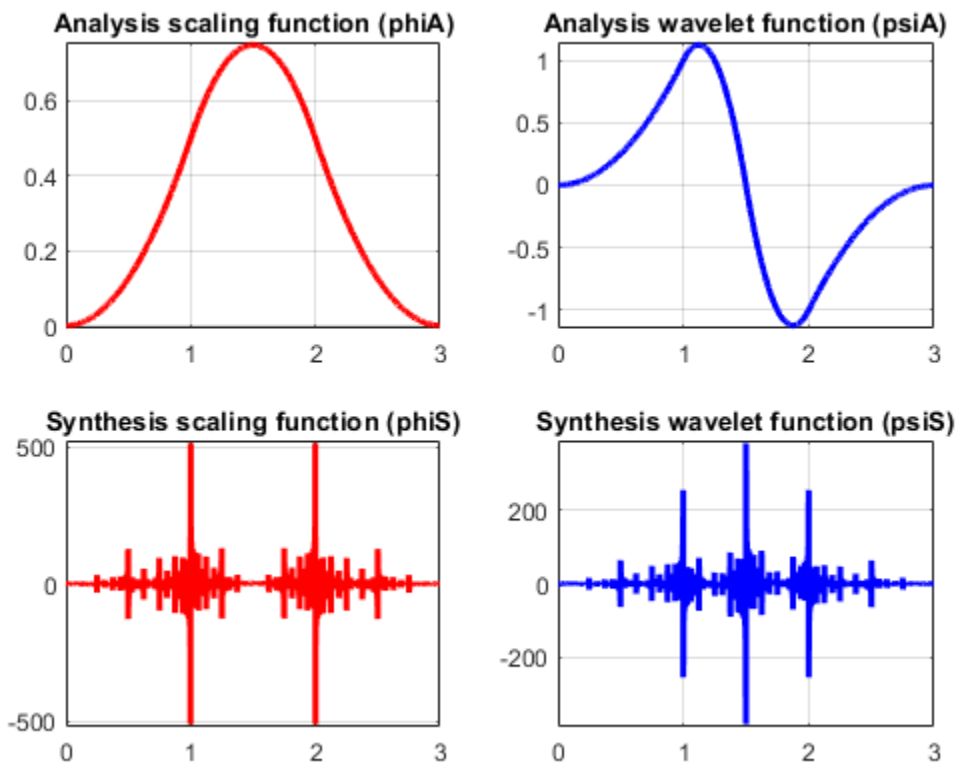 Analysis scaling function (phiA)
0.6
0.4
0.2
0
0 1 2 3
Analysis wavelet function (psiA)
1
0.5
0
-0.5
-1
0 1 2 3
Synthesis scaling function (phiS)
500
0
-500
0 1 2 3
Synthesis wavelet function (psiS)
200
0
-200
0 1 2 3